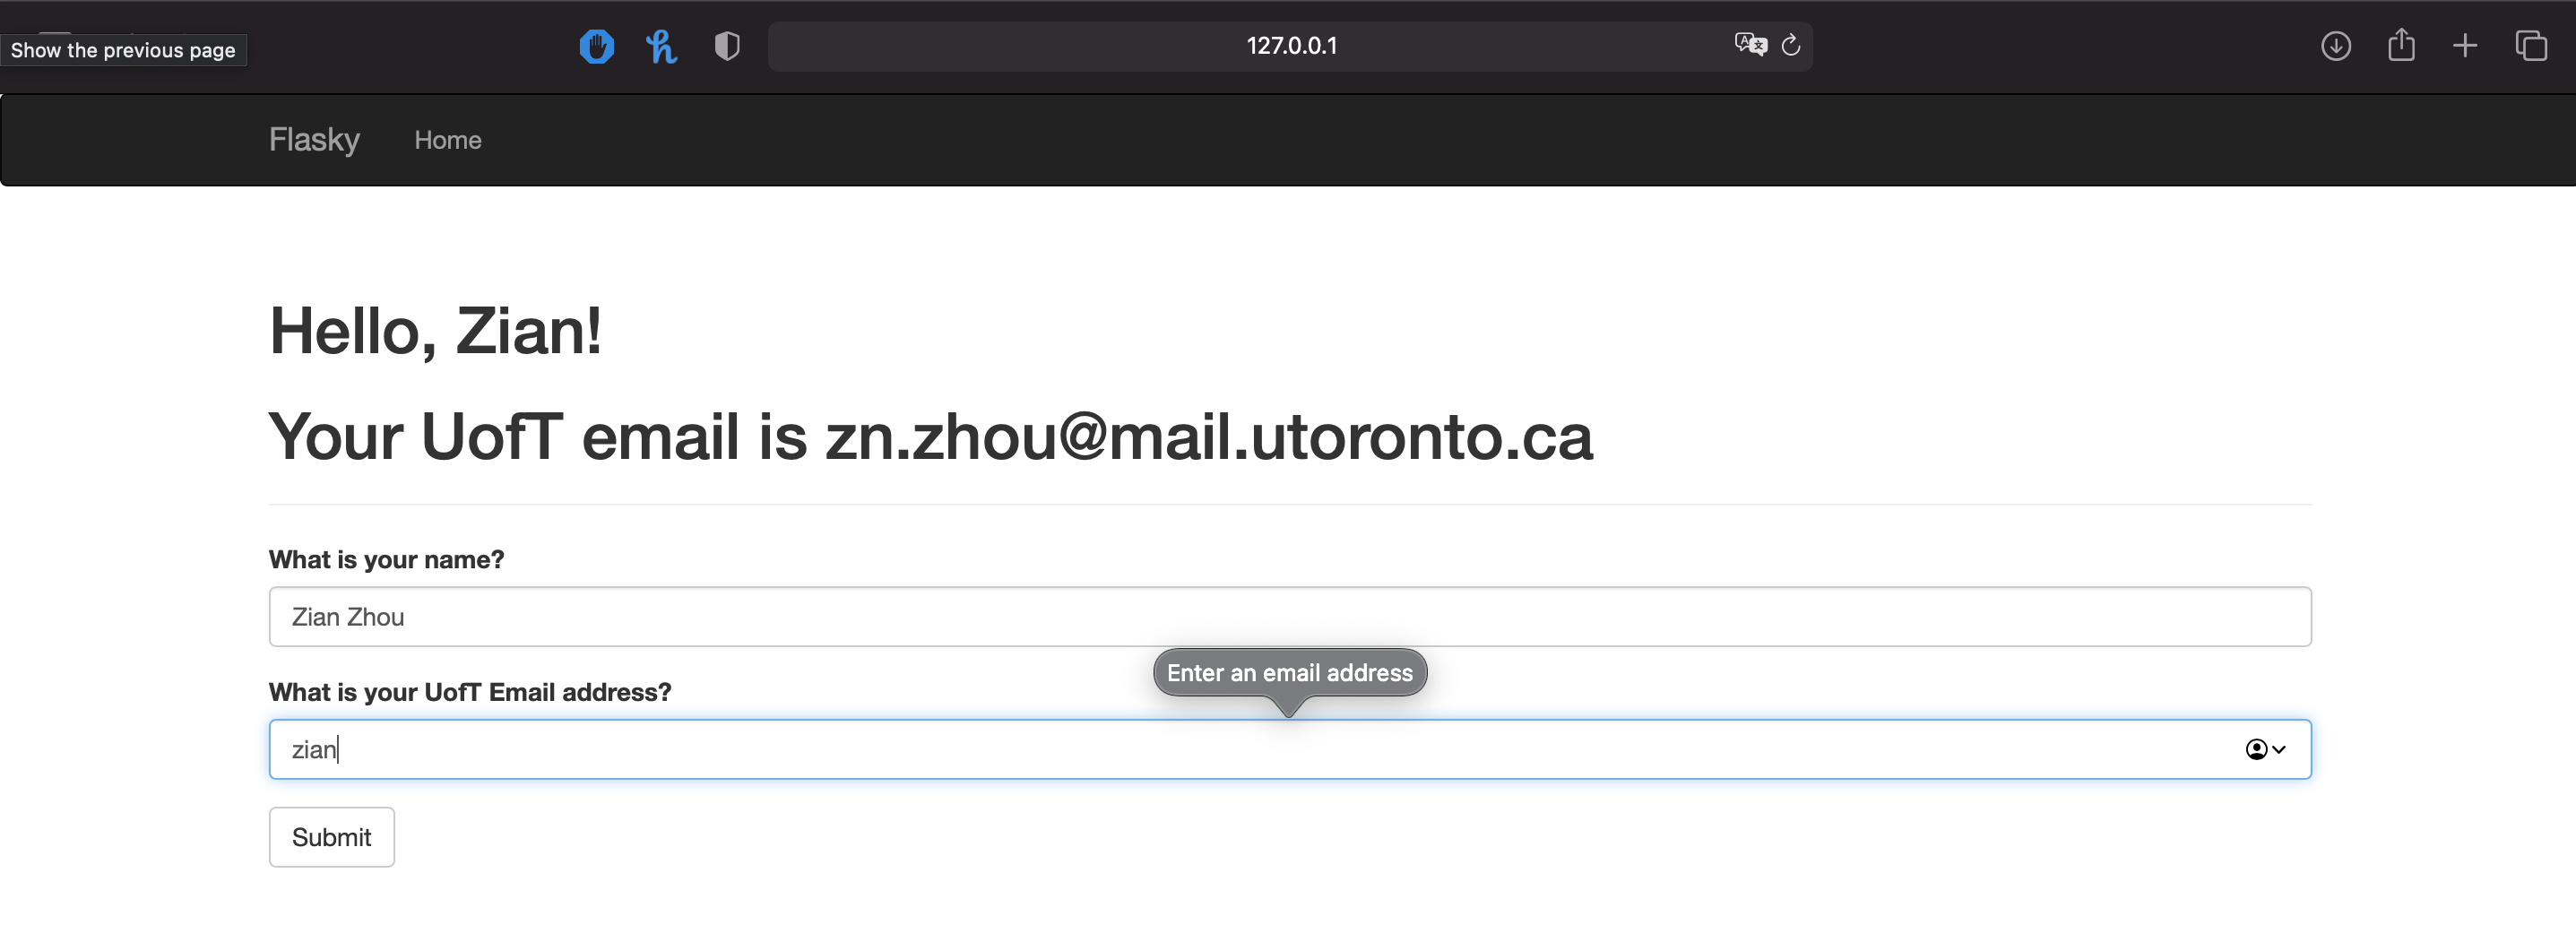 Show the previous page
127.0.0.1
Flasky Home
Hello, Zian!
Your UofT email is zn.zhou@mail.utoronto.ca
What is your name?
Zian Zhou
Enter an email address
What is your UofT Email address?
zian
Submit